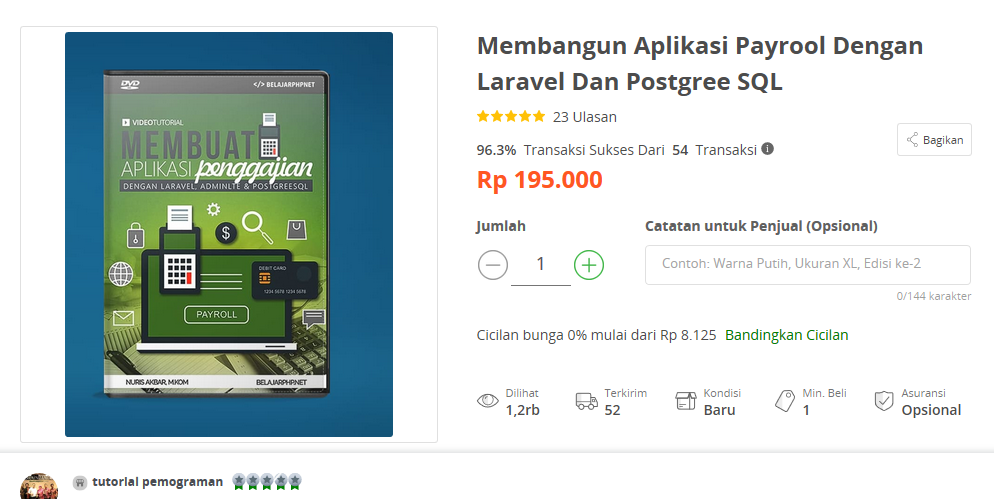 DVD
</> BELAJARPHPNET
VIDEOTUTORIAL
MEMBUAT
APLIKASI penggajian
DENGAN LARAVEL, ADMINLTE & POSTGREESQL
$
DEBIT CARD
1234 5678 1234 5678
PAYROLL
NURIS AKBAR, M.KOM
BELAJARPHP.NET
Membangun Aplikasi Payrool Dengan
Laravel Dan Postgree SQL
23 Ulasan
96.3% Transaksi Sukses Dari 54 Transaksi
Bagikan
Rp 195.000
Jumlah
Catatan untuk Penjual (Opsional)
1
Contoh: Warna Putih, Ukuran XL, Edisi ke-2
0/144 karakter
Cicilan bunga 0% mulai dari Rp 8.125 Bandingkan Cicilan
Dilihat
1,2rb
Terkirim
52
Kondisi
Baru
Min. Beli
1
Asuransi
Opsional
tutorial pemograman